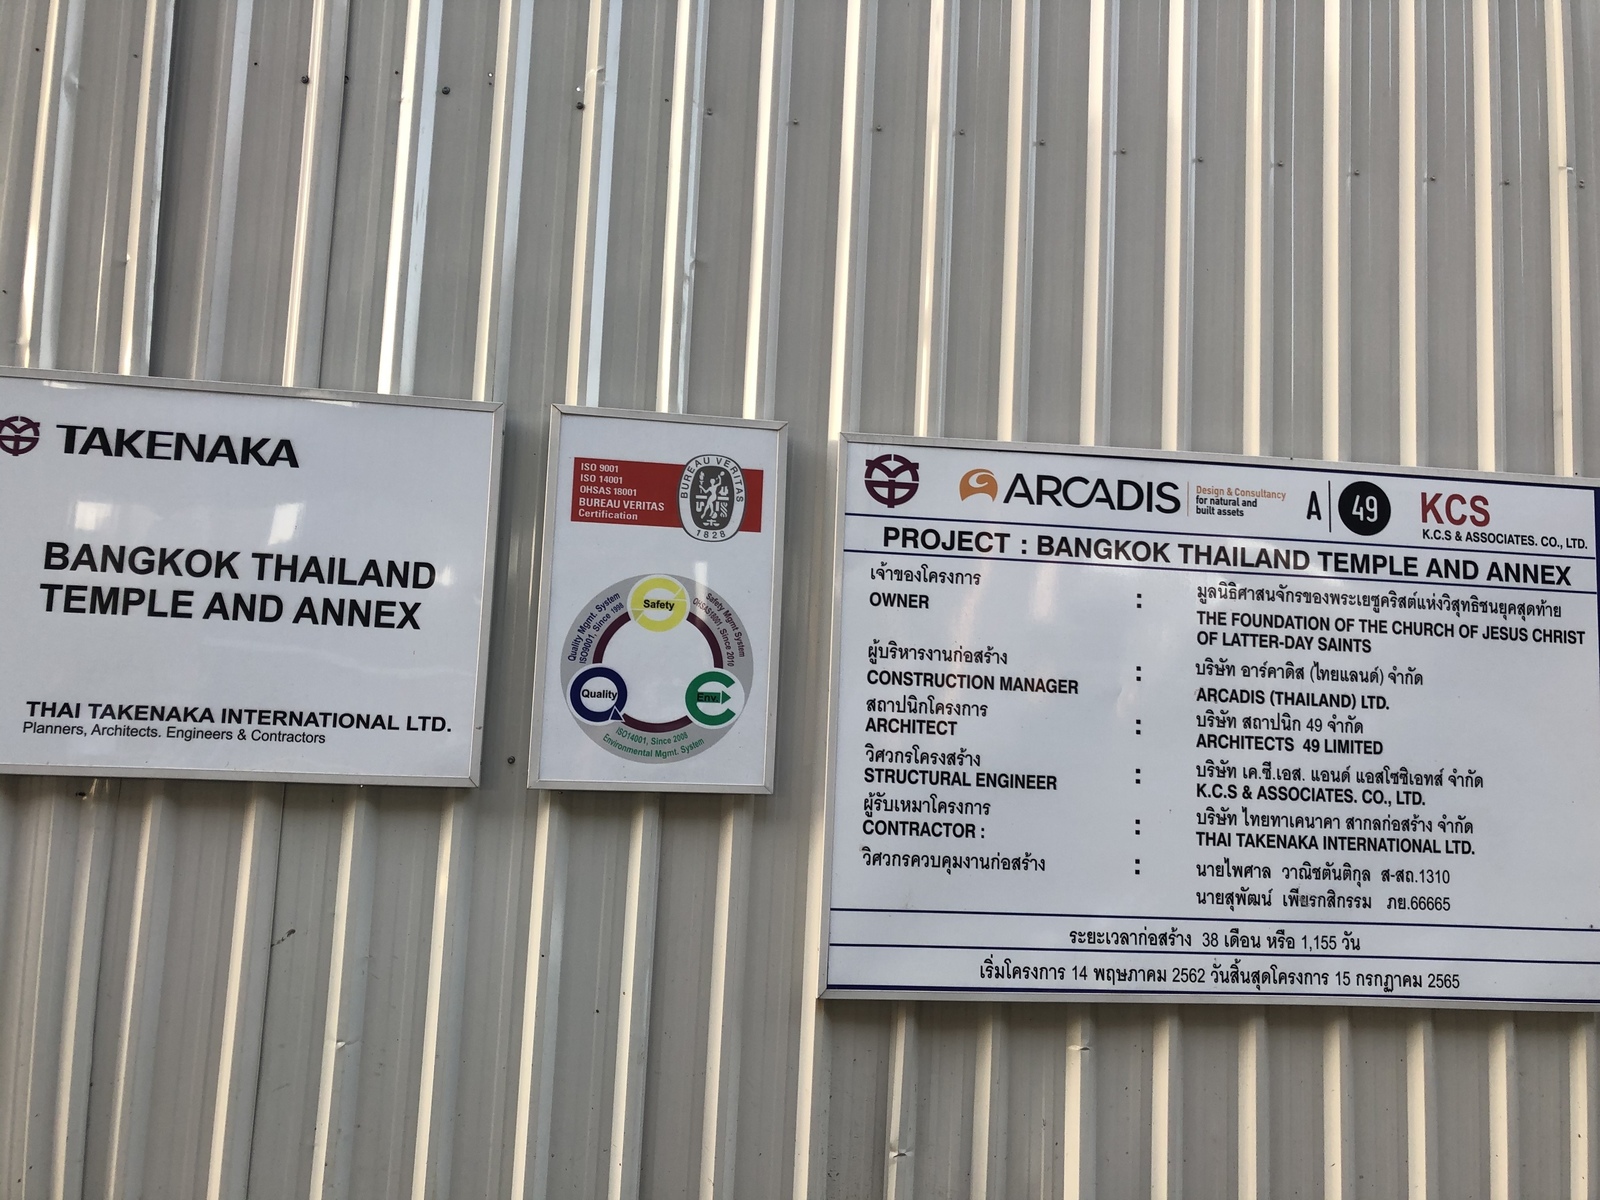 TAKENAKA
BANGKOK THAILAND
TEMPLE AND ANNEX
THAI TAKENAKA INTERNATIONAL LTD.
Planners, Architects. Engineers & Contractors
ISO 9001
ISO 14001
OHSAS 18001
BUREAU VERITAS
Certification
BUREAU VERITAS
1828
Safety
Quality Mgmt. System
ISO9001, Since 1998
Safety Mgmt System
OHSAS18001, Since 2010
Quality
Env.
ISO14001, Since 2008
Environmental Mgmt. System
ARCADIS
Design & Consultancy
for natural and
built assets
A 49
KCS
K.C.S & ASSOCIATES. CO., LTD.
PROJECT : BANGKOK THAILAND TEMPLE AND ANNEX
เจ้าของโครงการ มูลนิธิศาสนจักรของพระเยซูคริสต์แห่งวิสุทธิชนยุคสุดท้าย
OWNER : THE FOUNDATION OF THE CHURCH OF JESUS CHRIST
OF LATTER-DAY SAINTS
ผู้บริหารงานก่อสร้าง : บริษัท อาร์คาดิส (ไทยแลนด์) จำกัด
CONSTRUCTION MANAGER ARCADIS (THAILAND) LTD.
สถาปนิกโครงการ : บริษัท สถาปนิก 49 จำกัด
ARCHITECT ARCHITECTS 49 LIMITED
วิศวกรโครงสร้าง : บริษัท เค.ซี.เอส. แอนด์ แอสโซซิเอทส์ จำกัด
STRUCTURAL ENGINEER K.C.S & ASSOCIATES. CO., LTD.
ผู้รับเหมาโครงการ : บริษัท ไทยทาเคนาคา สากลก่อสร้าง จำกัด
CONTRACTOR : THAI TAKENAKA INTERNATIONAL LTD.
วิศวกรควบคุมงานก่อสร้าง : นายไพศาล วาณิชตันติกุล ส-สถ.1310
นายสุพัฒน์ เพียรกสิกรรม ภย.66665
ระยะเวลาก่อสร้าง 38 เดือน หรือ 1,155 วัน
เริ่มโครงการ 14 พฤษภาคม 2562 วันสิ้นสุดโครงการ 15 กรกฎาคม 2565